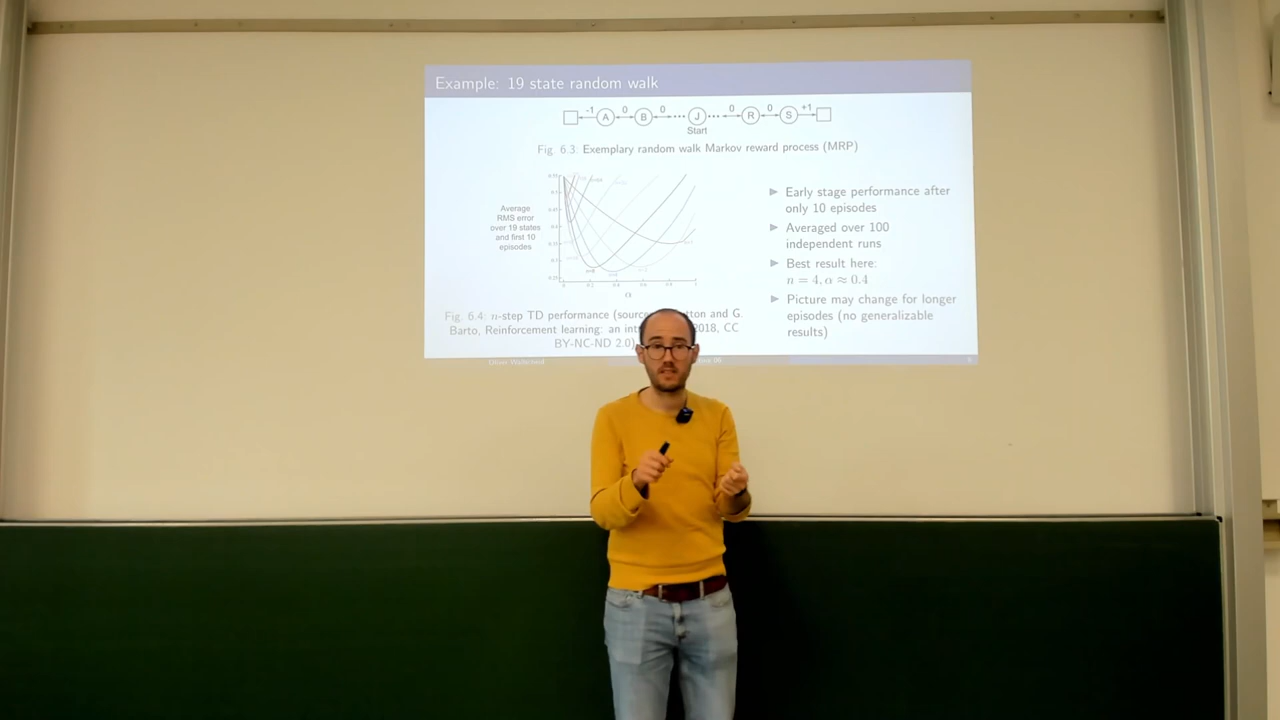 Example: 19 state random walk
-1 0 0 0 0 +1
A B J R S
Start
Fig. 6.3: Exemplary random walk Markov reward process (MRP)
Average
RMS error
over 19 states
and first 10
episodes
α
Fig. 6.4: n-step TD performance (source: and G.
Barto, Reinforcement learning: an 2018, CC
BY-NC-ND 2.0)
▶ Early stage performance after
only 10 episodes
▶ Averaged over 100
independent runs
▶ Best result here:
n = 4, α ≈ 0.4
▶ Picture may change for longer
episodes (no generalizable
results)